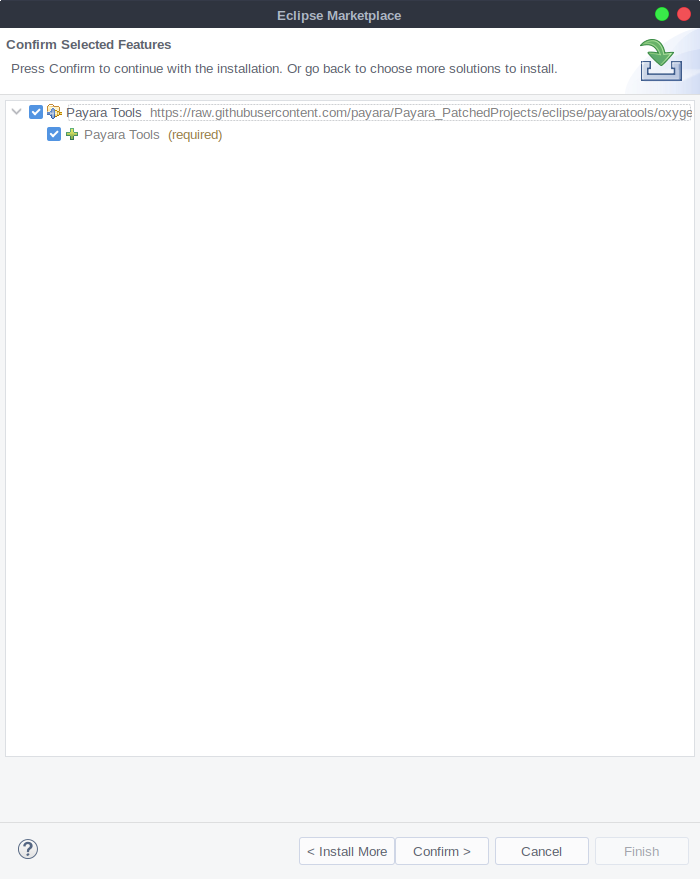 Eclipse Marketplace
Confirm Selected Features
Press Confirm to continue with the installation. Or go back to choose more solutions to install.
Payara Tools https://raw.githubusercontent.com/payara/Payara_PatchedProjects/eclipse/payaratools/oxyge
Payara Tools (required)
?
< Install More Confirm > Cancel Finish